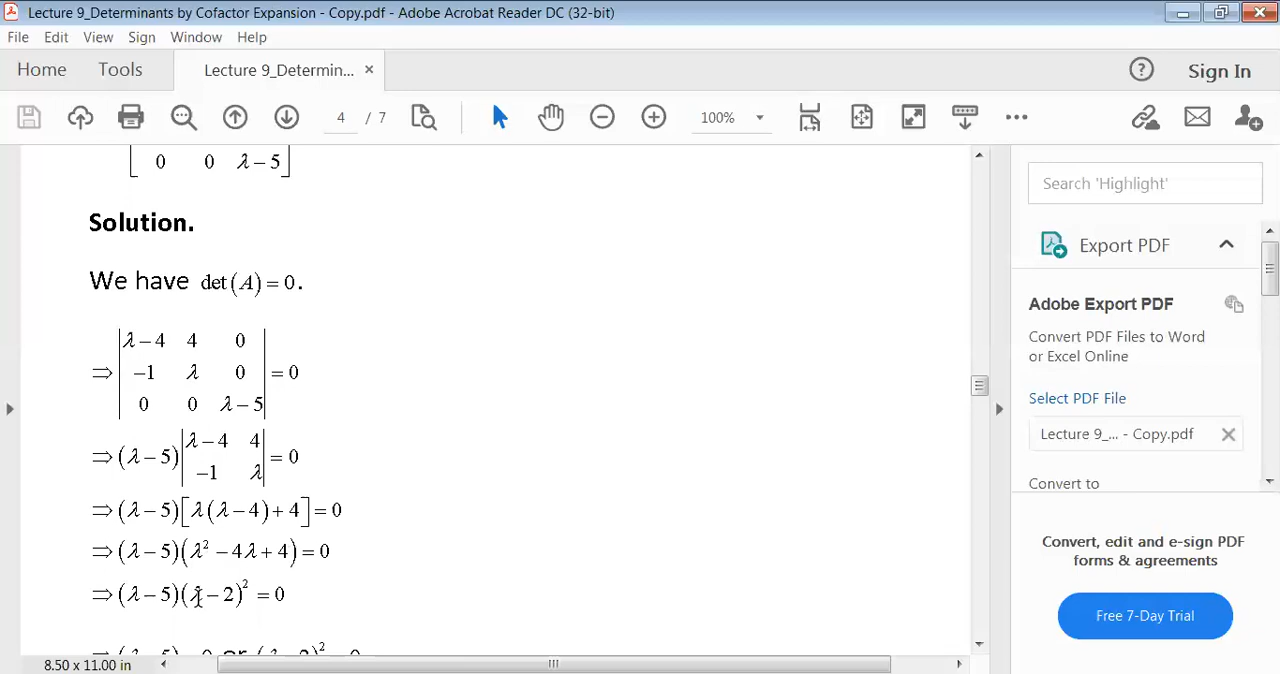 Lecture 9_Determinants by Cofactor Expansion - Copy.pdf - Adobe Acrobat Reader DC (32-bit)
File Edit View Sign Window Help
Home Tools Lecture 9_Determin... × Sign In
4 / 7 100%
0 0 λ − 5
Solution.
We have det(A) = 0.
λ − 4 4 0
⇒ −1 λ 0 = 0
0 0 λ − 5
λ − 4 4
⇒ (λ − 5) = 0
−1 λ
⇒ (λ − 5)[λ(λ − 4) + 4] = 0
⇒ (λ − 5)(λ² − 4λ + 4) = 0
⇒ (λ − 5)(λ − 2)² = 0
8.50 x 11.00 in
Search 'Highlight'
Export PDF
Adobe Export PDF
Convert PDF Files to Word
or Excel Online
Select PDF File
Lecture 9_... - Copy.pdf
Convert to
Convert, edit and e-sign PDF
forms & agreements
Free 7-Day Trial